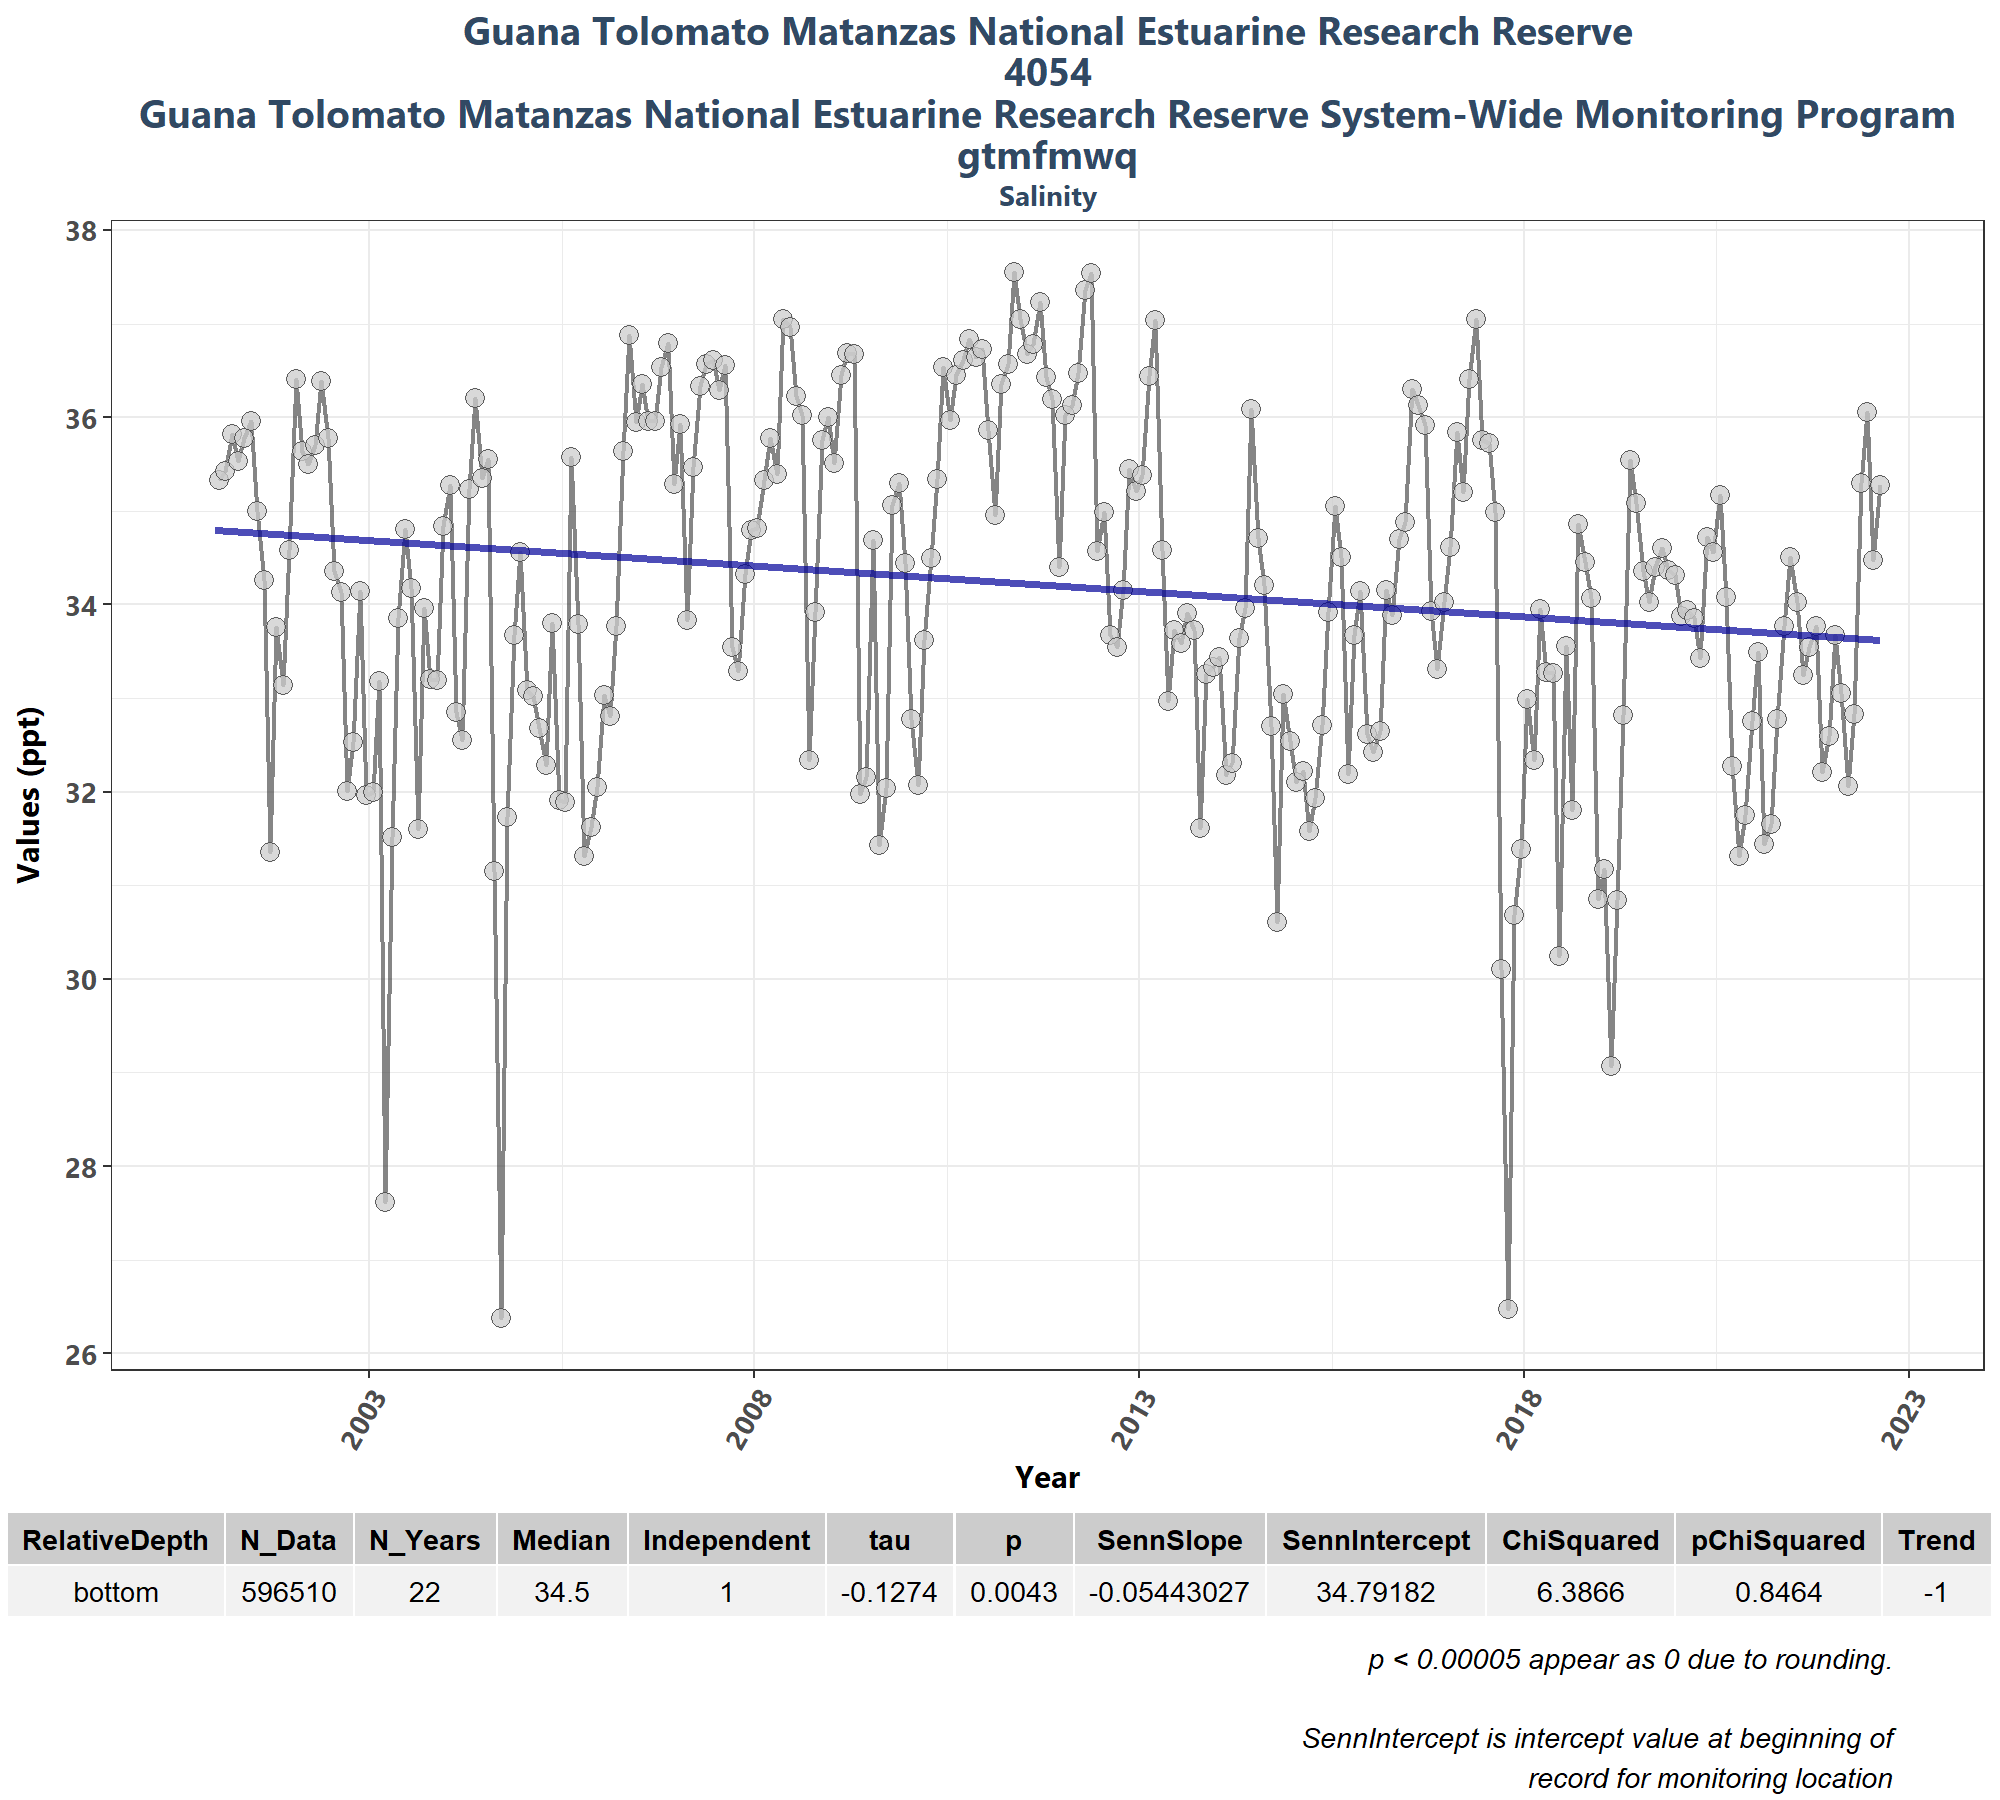 Guana Tolomato Matanzas National Estuarine Research Reserve
4054
Guana Tolomato Matanzas National Estuarine Research Reserve System-Wide Monitoring Program
gtmfmwq
Salinity
38
36
34
32
30
28
26
Values (ppt)
2003 2008 2013 2018 2023
Year
RelativeDepth N_Data N_Years Median Independent tau p SennSlope SennIntercept ChiSquared pChiSquared Trend
bottom 596510 22 34.5 1 -0.1274 0.0043 -0.05443027 34.79182 6.3866 0.8464 -1
p < 0.00005 appear as 0 due to rounding.
SennIntercept is intercept value at beginning of
record for monitoring location